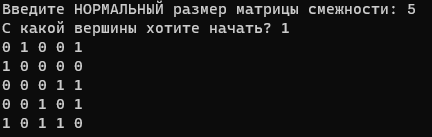 Введите НОРМАЛЬНЫЙ размер матрицы смежности: 5
С какой вершины хотите начать? 1
0 1 0 0 1
1 0 0 0 0
0 0 0 1 1
0 0 1 0 1
1 0 1 1 0